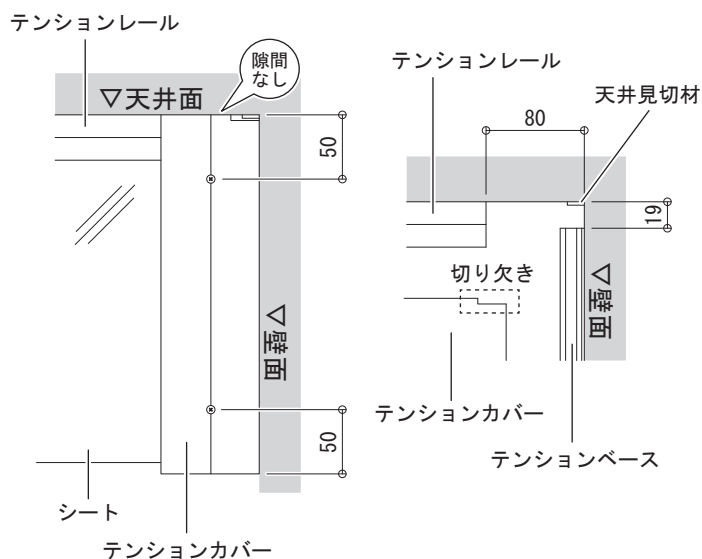 テンションレール
隙間
なし
▽天井面
50
▽壁面
50
シート
テンションカバー
テンションレール
天井見切材
80
19
切り欠き
▽壁面
テンションカバー
テンションベース